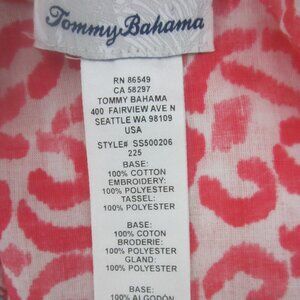 Tommy Bahama
RN 86549
CA 58297
TOMMY BAHAMA
400 FAIRVIEW AVE N
SEATTLE WA 98109
USA
STYLE# SS500206
225
BASE:
100% COTTON
EMBROIDERY:
100% POLYESTER
TASSEL:
100% POLYESTER
BASE:
100% COTON
BRODERIE:
100% POLYESTER
GLAND:
100% POLYESTER
BASE:
100% ALGODÓN